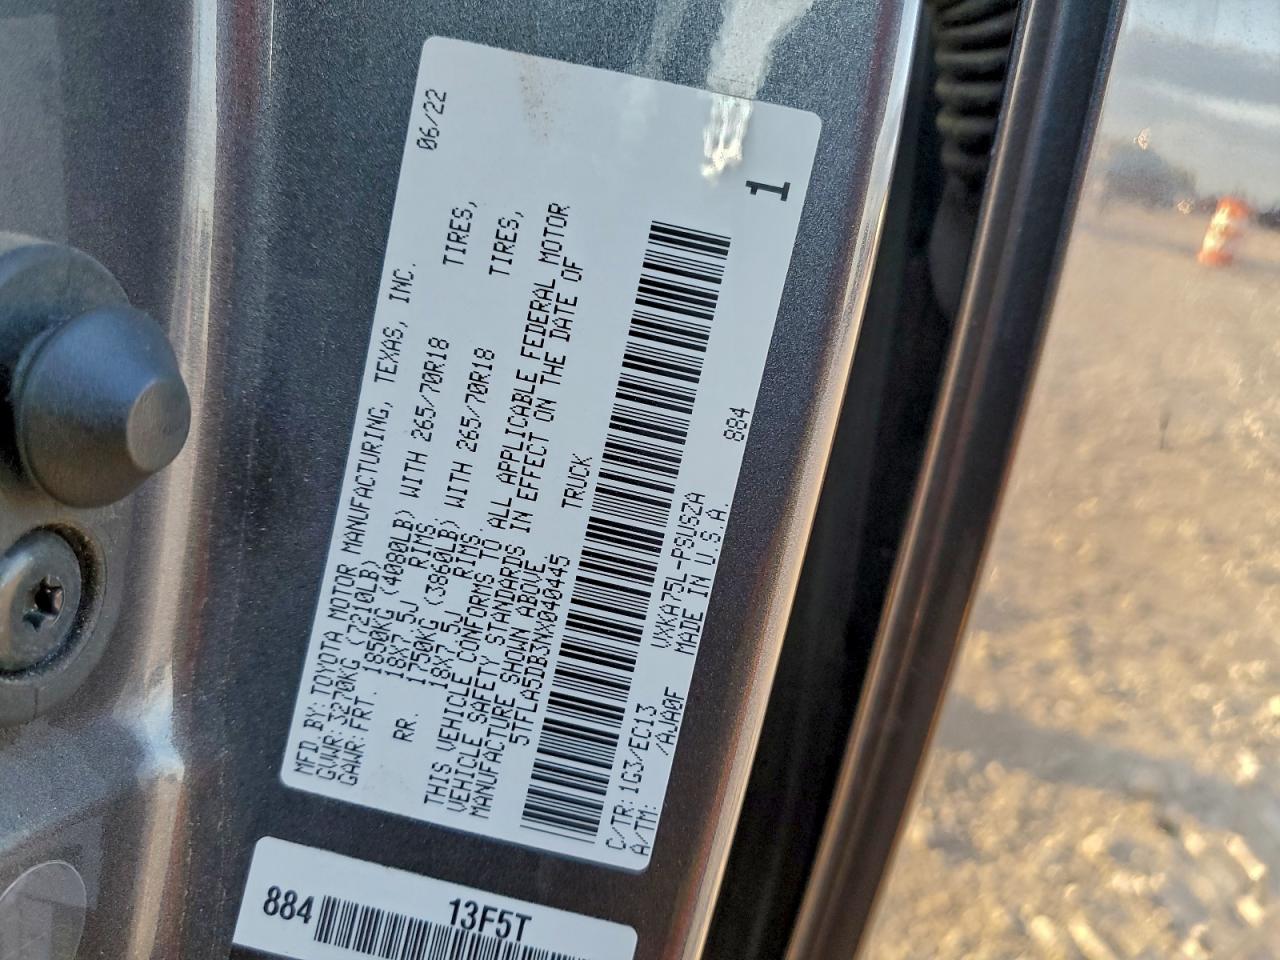 MFD. BY: TOYOTA MOTOR MANUFACTURING, TEXAS, INC. 06/22
GVWR: 3270KG (7210LB)
GAWR: FRT. 1850KG (4080LB) WITH 265/70R18 TIRES,
18X7.5J RIMS
RR. 1750KG (3860LB) WITH 265/70R18 TIRES,
18X7.5J RIMS
THIS VEHICLE CONFORMS TO ALL APPLICABLE FEDERAL MOTOR
VEHICLE SAFETY STANDARDS IN EFFECT ON THE DATE OF
MANUFACTURE SHOWN ABOVE
5TFLA5DB3NX040445 TRUCK
C/TR: 1G3/EC13 VXKA75L-PSUSZA 884 1
A/TM: /AJA0F MADE IN U.S.A.
884 13F5T